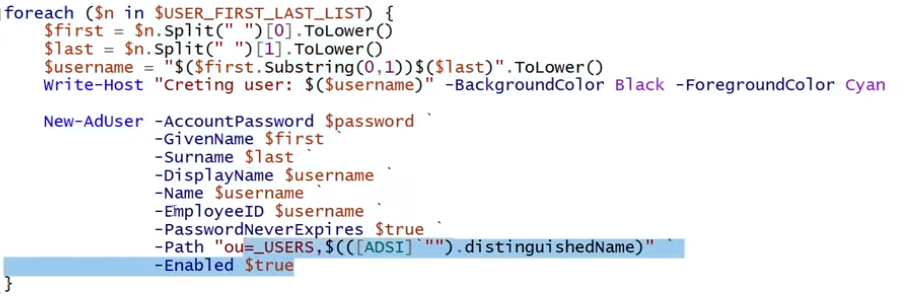 foreach ($n in $USER_FIRST_LAST_LIST) {
    $first = $n.Split(" ")[0].ToLower()
    $last = $n.Split(" ")[1].ToLower()
    $username = "$($first.Substring(0,1))$($last)".ToLower()
    Write-Host "Creting user: $($username)" -BackgroundColor Black -ForegroundColor Cyan

    New-AdUser -AccountPassword $password `
               -GivenName $first `
               -Surname $last `
               -DisplayName $username `
               -Name $username `
               -EmployeeID $username `
               -PasswordNeverExpires $true `
               -Path "ou=_USERS,$(([ADSI]`"").distinguishedName)" `
               -Enabled $true
}